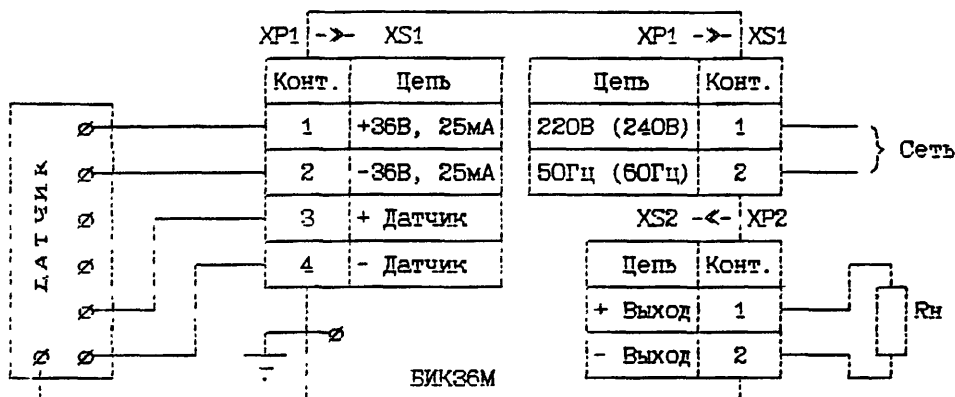 XP1 ->- XS1
XP1 ->- XS1
Конт. Цепь
1 +36В, 25мА
2 -36В, 25мА
3 + Датчик
4 - Датчик
Цепь Конт.
220В (240В) 1
50Гц (60Гц) 2
Сеть
XS2 -<- XP2
Цепь Конт.
+ Выход 1
- Выход 2
Rн
ДАТЧИК
БИК36М